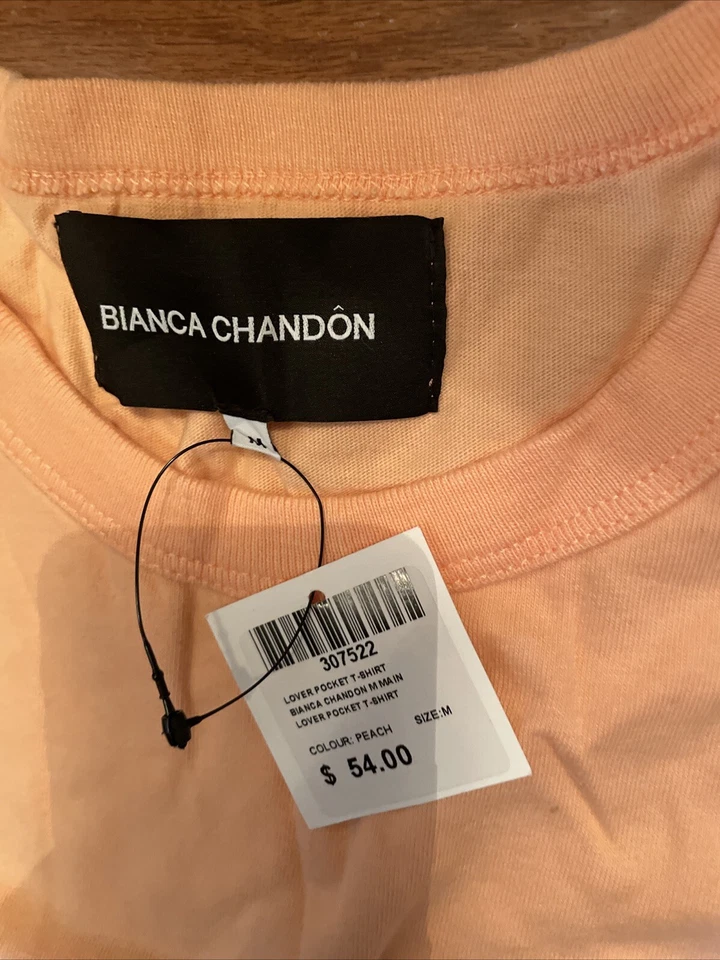 BIANCA CHANDÔN
M
307522
LOVER POCKET T-SHIRT
BIANCA CHANDON M MAIN
LOVER POCKET T-SHIRT
COLOUR: PEACH SIZE:M
$ 54.00